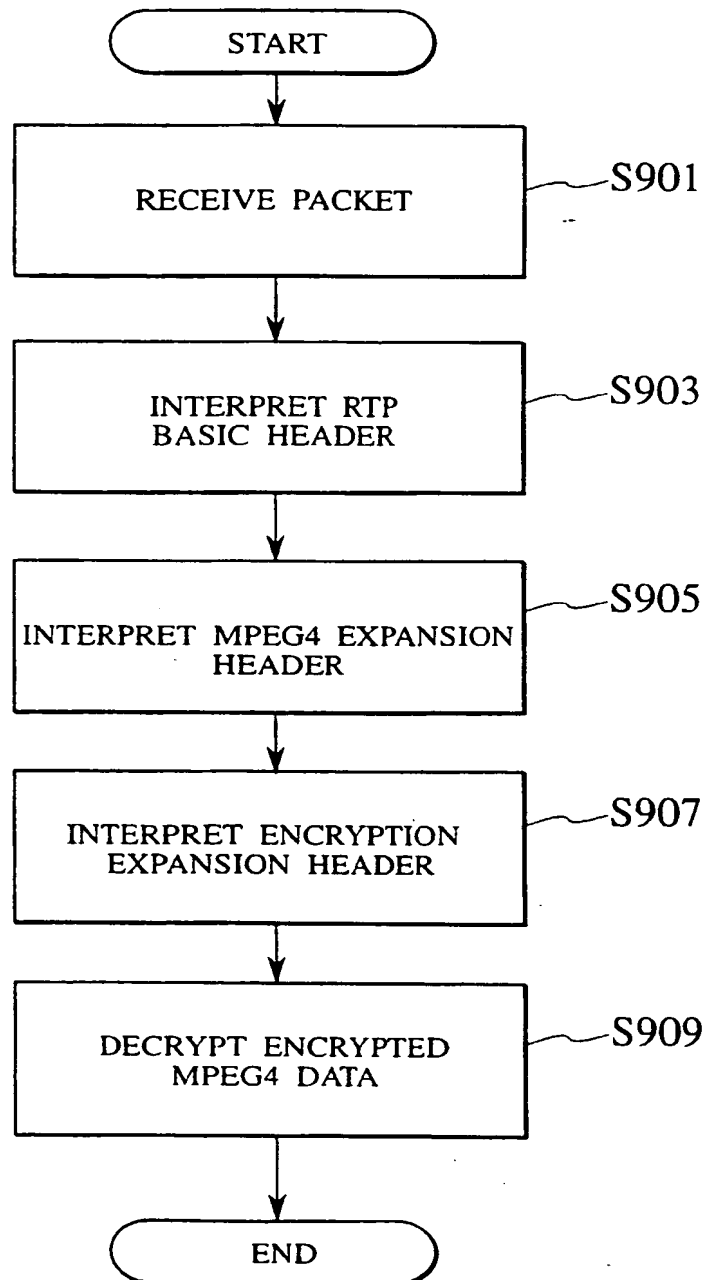 START
RECEIVE PACKET
S901
INTERPRET RTP
BASIC HEADER
S903
INTERPRET MPEG4 EXPANSION
HEADER
S905
INTERPRET ENCRYPTION
EXPANSION HEADER
S907
DECRYPT ENCRYPTED
MPEG4 DATA
S909
END